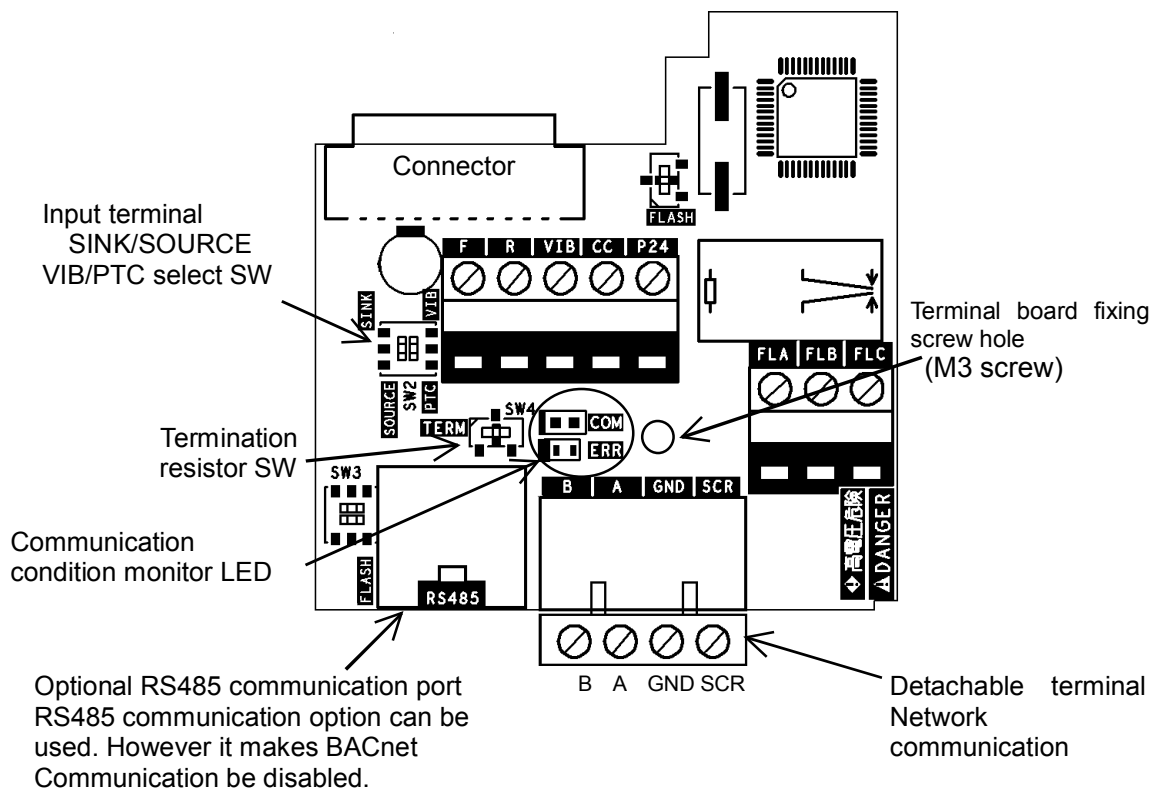 Connector
FLASH
Input terminal
SINK/SOURCE
VIB/PTC select SW
F R VIB CC P24
SINK
VIB
SOURCE
SW2
PTC
Terminal board fixing
screw hole
(M3 screw)
FLA FLB FLC
TERM
SW4
COM
ERR
Termination
resistor SW
SW3
B A GND SCR
Communication
condition monitor LED
FLASH
RS485
高電圧危険
DANGER
B A GND SCR
Optional RS485 communication port
RS485 communication option can be
used. However it makes BACnet
Communication be disabled.
Detachable terminal
Network
communication